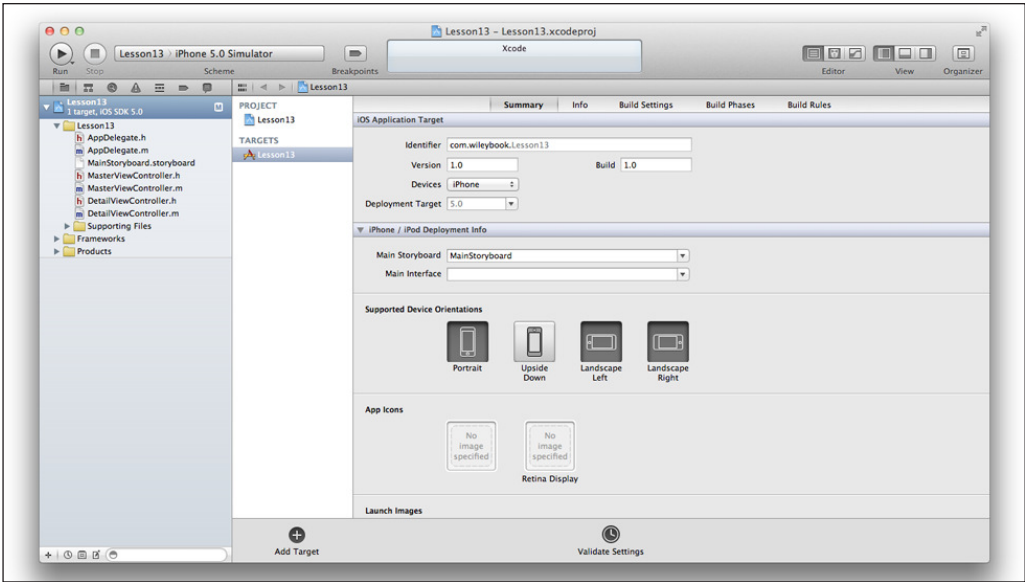 Lesson13 – Lesson13.xcodeproj
Lesson13 › iPhone 5.0 Simulator
Xcode
Run
Stop
Scheme
Breakpoints
Editor
View
Organizer
Lesson13
Lesson13
1 target, iOS SDK 5.0
M
Lesson13
h AppDelegate.h
m AppDelegate.m
MainStoryboard.storyboard
h MasterViewController.h
m MasterViewController.m
h DetailViewController.h
m DetailViewController.m
Supporting Files
Frameworks
Products
PROJECT
Lesson13
TARGETS
Lesson13
Summary
Info
Build Settings
Build Phases
Build Rules
iOS Application Target
Identifier com.wileybook.Lesson13
Version 1.0
Build 1.0
Devices iPhone
Deployment Target 5.0
iPhone / iPod Deployment Info
Main Storyboard MainStoryboard
Main Interface
Supported Device Orientations
Portrait
Upside
Down
Landscape
Left
Landscape
Right
App Icons
No
image
specified
No
image
specified
Retina Display
Launch Images
Add Target
Validate Settings